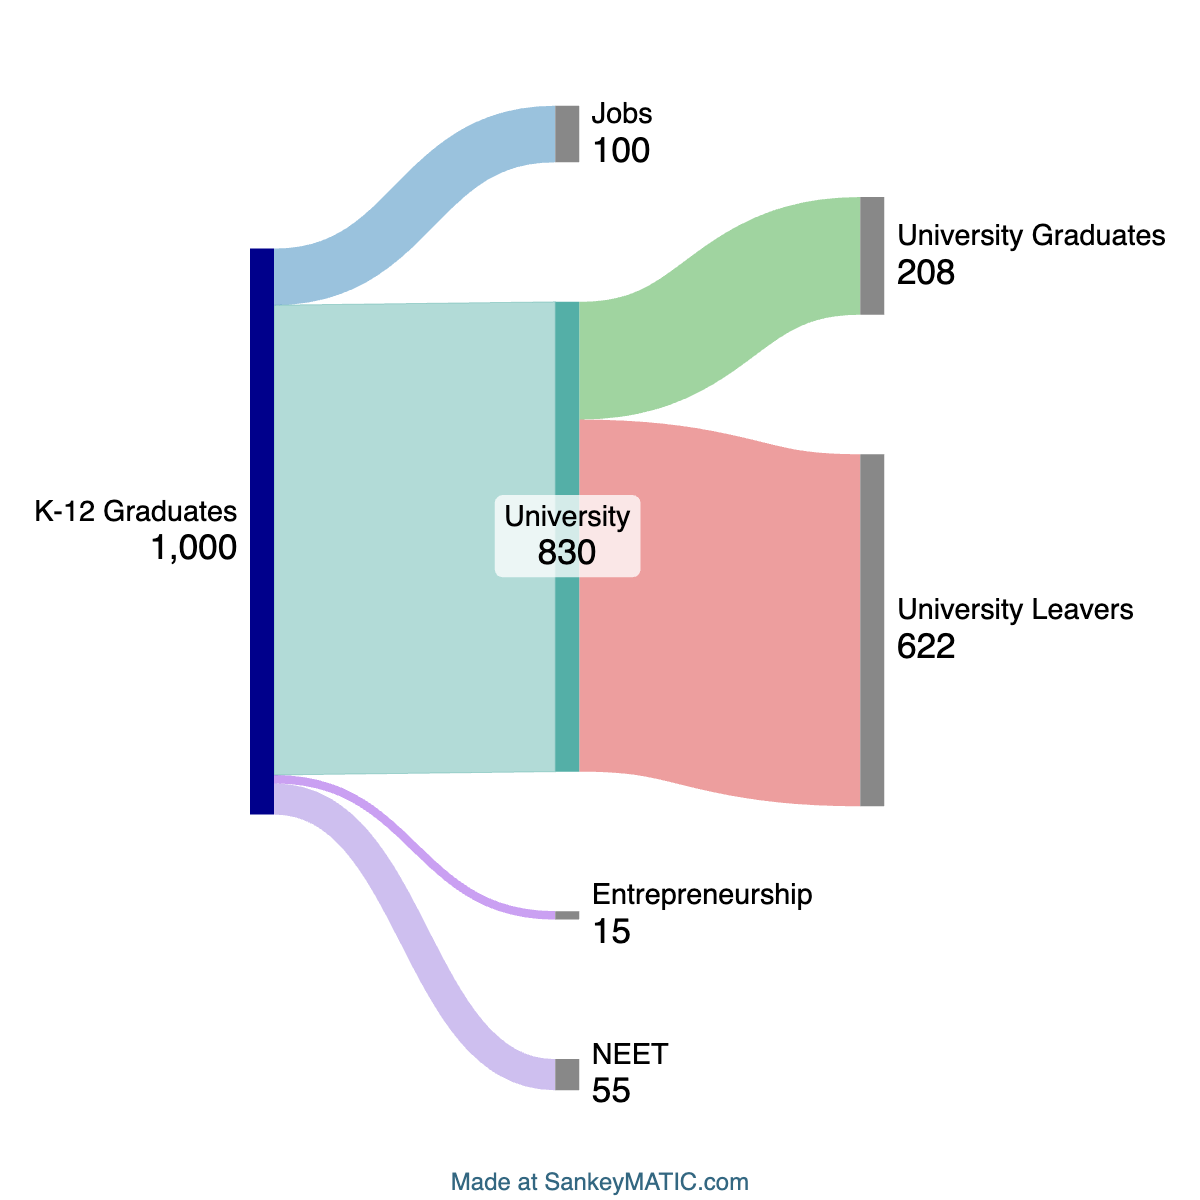 Jobs
100
University Graduates
208
K-12 Graduates
1,000
University
830
University Leavers
622
Entrepreneurship
15
NEET
55
Made at SankeyMATIC.com